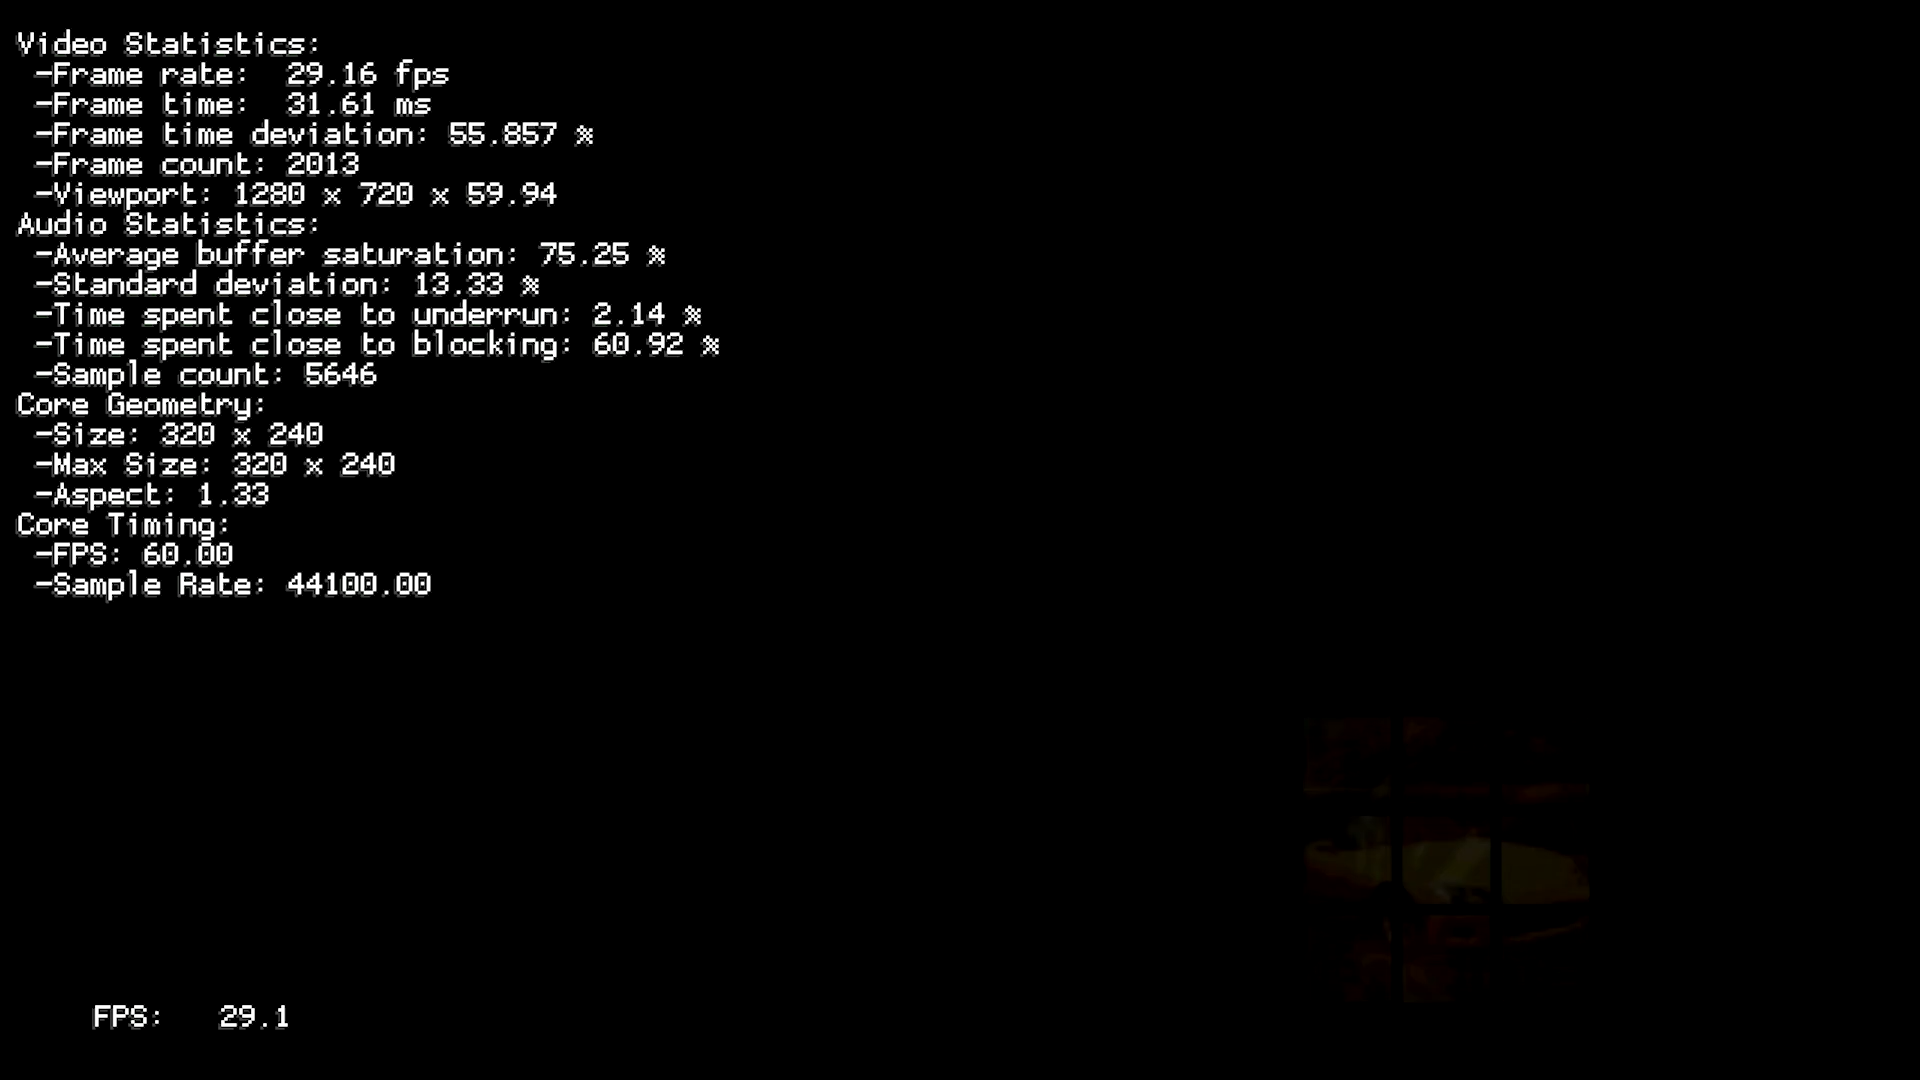 Video Statistics:
-Frame rate:  29.16 fps
-Frame time:  31.61 ms
-Frame time deviation: 55.857 %
-Frame count: 2013
-Viewport: 1280 x 720 x 59.94
Audio Statistics:
-Average buffer saturation: 75.25 %
-Standard deviation: 13.33 %
-Time spent close to underrun: 2.14 %
-Time spent close to blocking: 60.92 %
-Sample count: 5646
Core Geometry:
-Size: 320 x 240
-Max Size: 320 x 240
-Aspect: 1.33
Core Timing:
-FPS: 60.00
-Sample Rate: 44100.00
FPS:   29.1